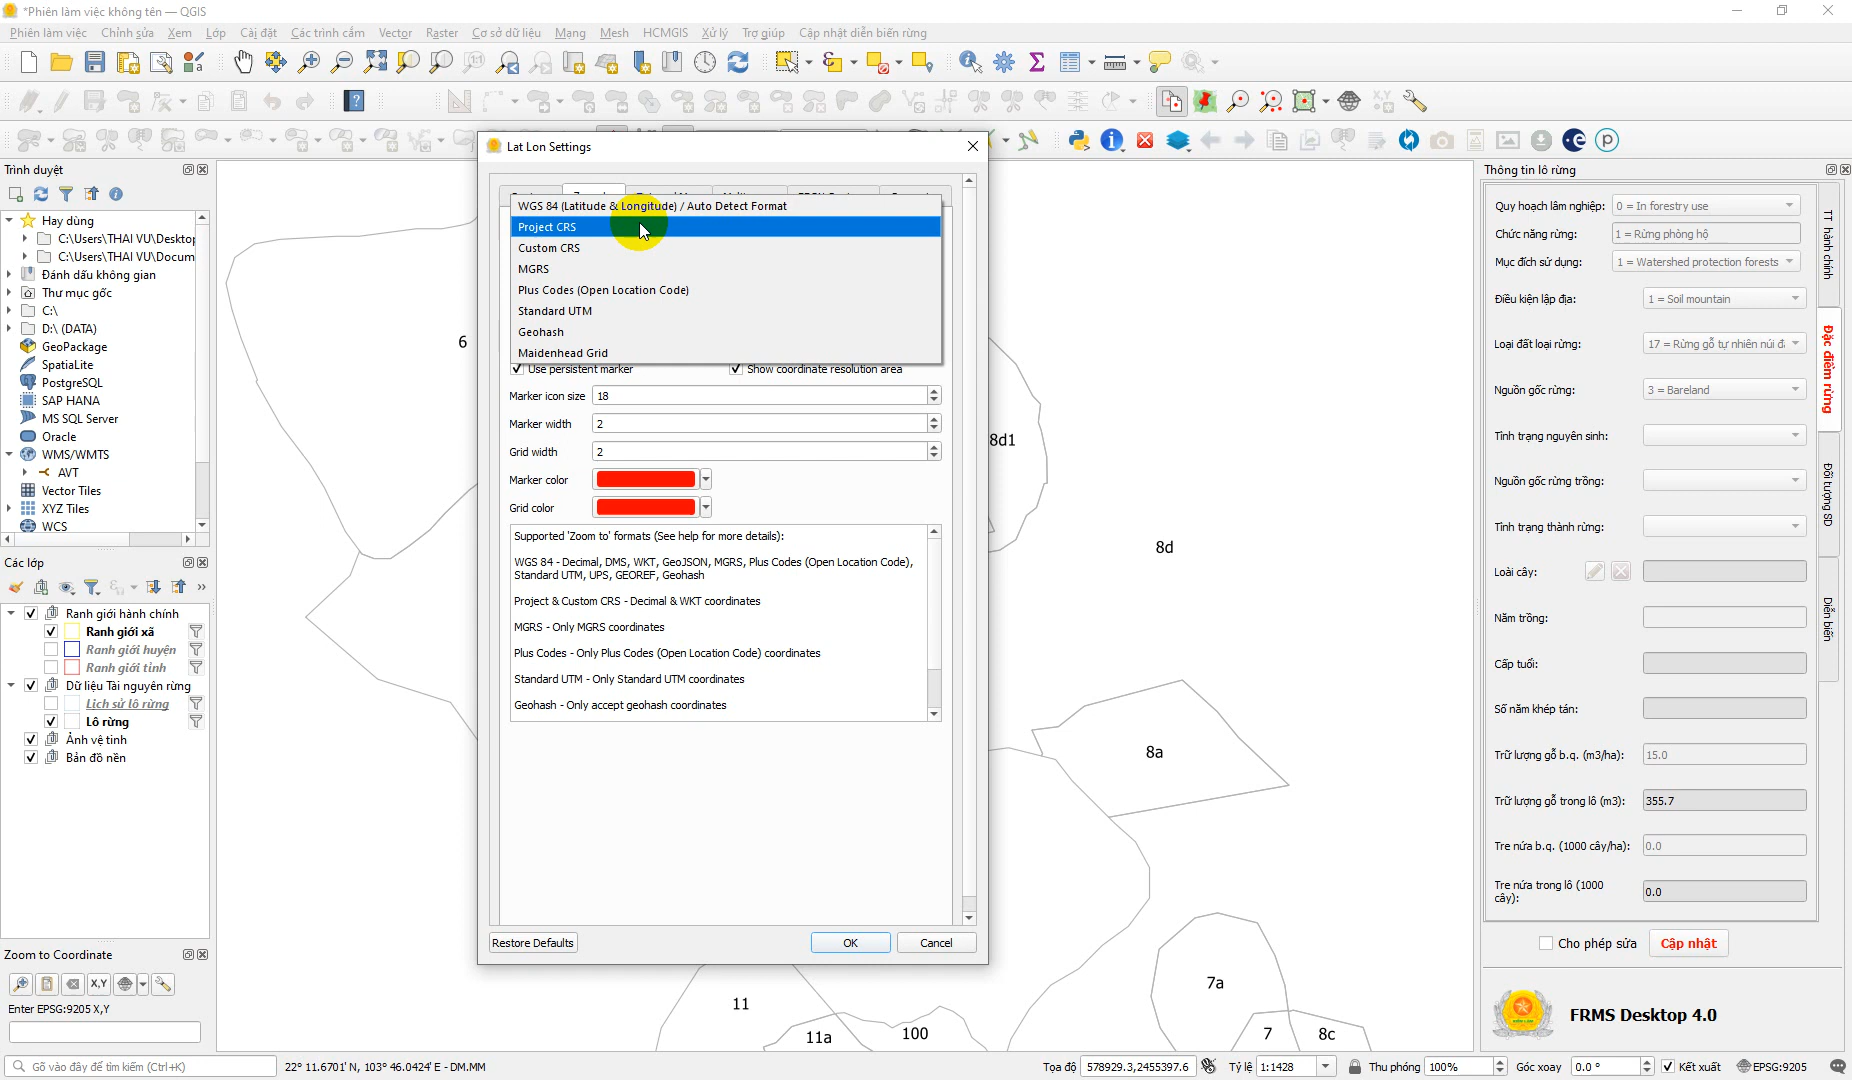 *Phiên làm việc không tên — QGIS
Phiên làm việc Chỉnh sửa Xem Lớp Cài đặt Các trình cắm Vector Raster Cơ sở dữ liệu Mạng Mesh HCMGIS Xử lý Trợ giúp Cập nhật diễn biến rừng
Trình duyệt
Hay dùng
C:\Users\THAI VU\Desktop
C:\Users\THAI VU\Docum
Đánh dấu không gian
Thư mục gốc
C:\
D:\ (DATA)
GeoPackage
SpatiaLite
PostgreSQL
SAP HANA
MS SQL Server
Oracle
WMS/WMTS
AVT
Vector Tiles
XYZ Tiles
WCS
Các lớp
Ranh giới hành chính
Ranh giới xã
Ranh giới huyện
Ranh giới tỉnh
Dữ liệu Tài nguyên rừng
Lịch sử lô rừng
Lô rừng
Ảnh vệ tinh
Bản đồ nền
Zoom to Coordinate
X,Y
Enter EPSG:9205 X,Y
Lat Lon Settings
WGS 84 (Latitude & Longitude) / Auto Detect Format
Project CRS
Custom CRS
MGRS
Plus Codes (Open Location Code)
Standard UTM
Geohash
Maidenhead Grid
Use persistent marker
Show coordinate resolution area
Marker icon size 18
Marker width 2
Grid width 2
Marker color
Grid color
Supported 'Zoom to' formats (See help for more details):
WGS 84 - Decimal, DMS, WKT, GeoJSON, MGRS, Plus Codes (Open Location Code),
Standard UTM, UPS, GEOREF, Geohash
Project & Custom CRS - Decimal & WKT coordinates
MGRS - Only MGRS coordinates
Plus Codes - Only Plus Codes (Open Location Code) coordinates
Standard UTM - Only Standard UTM coordinates
Geohash - Only accept geohash coordinates
Restore Defaults
OK
Cancel
6
8d1
8d
8a
7a
11
11a
100
7
8c
Thông tin lô rừng
Quy hoạch lâm nghiệp: 0 = In forestry use
Chức năng rừng: 1 = Rừng phòng hộ
Mục đích sử dụng: 1 = Watershed protection forests
Điều kiện lập địa: 1 = Soil mountain
Loại đất loại rừng: 17 = Rừng gỗ tự nhiên núi đ
Nguồn gốc rừng: 3 = Bareland
Tình trạng nguyên sinh:
Nguồn gốc rừng trồng:
Tình trạng thành rừng:
Loài cây:
Năm trồng:
Cấp tuổi:
Số năm khép tán:
Trữ lượng gỗ b.q. (m3/ha): 15.0
Trữ lượng gỗ trong lô (m3): 355.7
Tre nứa b.q. (1000 cây/ha): 0.0
Tre nứa trong lô (1000
cây): 0.0
TT hành chính
Đặc điểm rừng
Đối tượng SD
Diễn biến
Cho phép sửa
Cập nhật
FRMS Desktop 4.0
Gõ vào đây để tìm kiếm (Ctrl+K)
22° 11.6701' N, 103° 46.0424' E - DM.MM
Tọa độ 578929.3,2455397.6
Tỷ lệ 1:1428
Thu phóng 100%
Góc xoay 0.0 °
Kết xuất
EPSG:9205